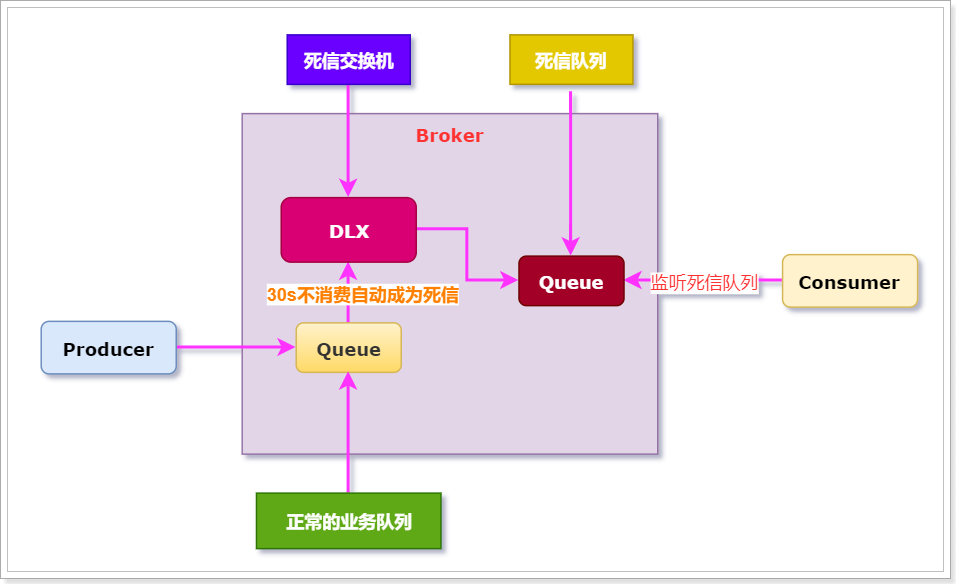 死信交换机
死信队列
Broker
DLX
Queue
监听死信队列
Consumer
30s不消费自动成为死信
Producer
Queue
正常的业务队列